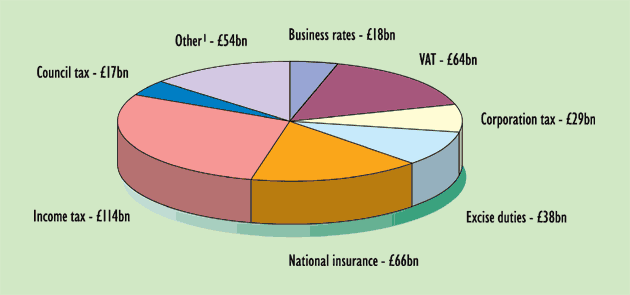 Business rates - £18bn
Other¹ - £54bn
VAT - £64bn
Council tax - £17bn
Corporation tax - £29bn
Income tax - £114bn
Excise duties - £38bn
National insurance - £66bn